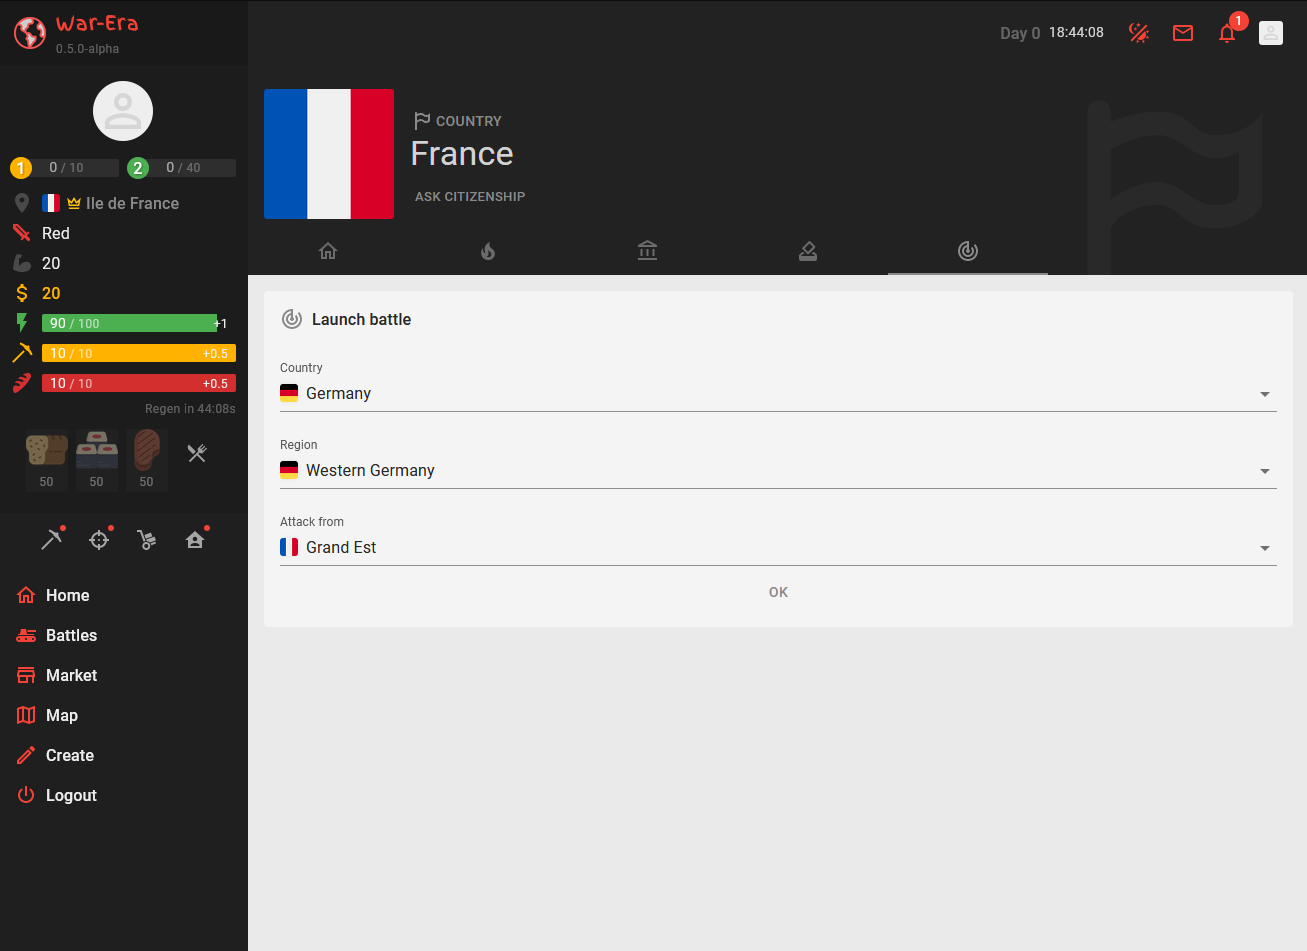 War-Era
0.5.0-alpha
1 0 / 10 2 0 / 40
Ile de France
Red
20
20
90 / 100 +1
10 / 10 +0.5
10 / 10 +0.5
Regen in 44:08s
50 50 50
Home
Battles
Market
Map
Create
Logout
Day 0 18:44:08 1
COUNTRY
France
ASK CITIZENSHIP
Launch battle
Country
Germany
Region
Western Germany
Attack from
Grand Est
OK